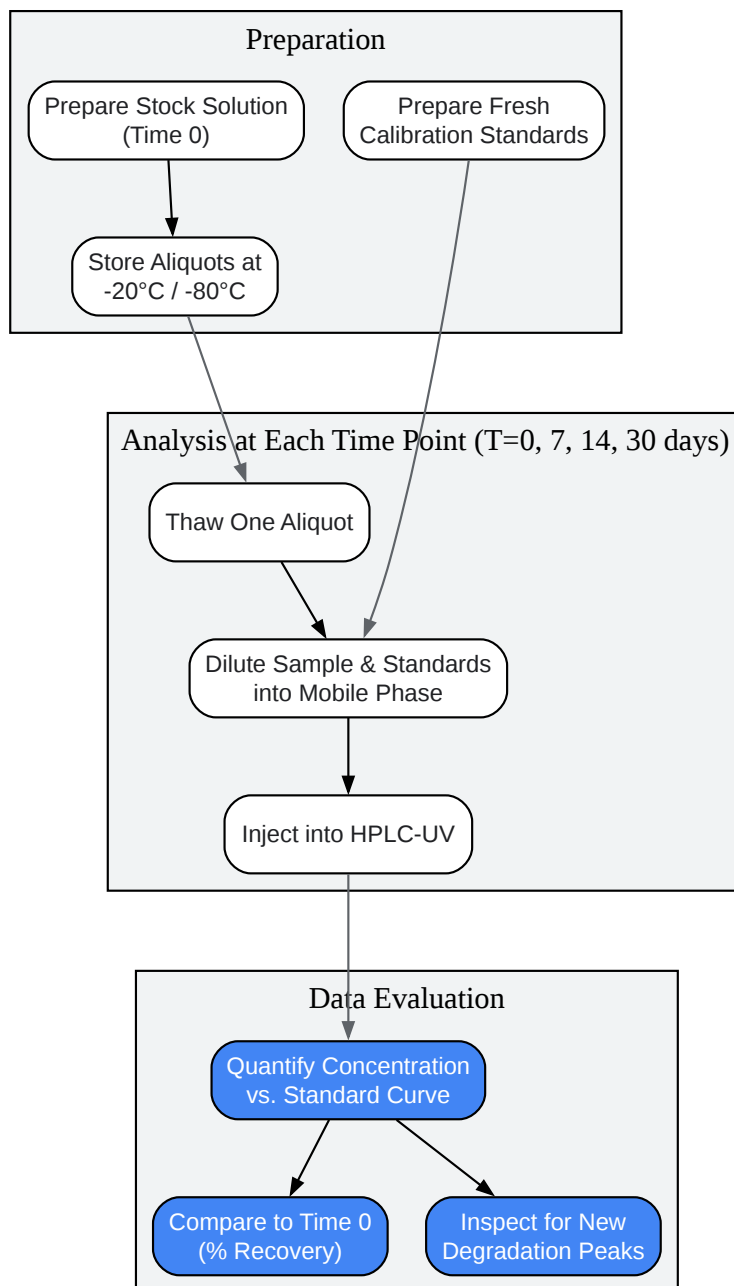 Preparation
Prepare Stock Solution
(Time 0)
Prepare Fresh
Calibration Standards
Store Aliquots at
-20°C / -80°C
Analysis at Each Time Point (T=0, 7, 14, 30 days)
Thaw One Aliquot
Dilute Sample & Standards
into Mobile Phase
Inject into HPLC-UV
Data Evaluation
Quantify Concentration
vs. Standard Curve
Compare to Time 0
(% Recovery)
Inspect for New
Degradation Peaks